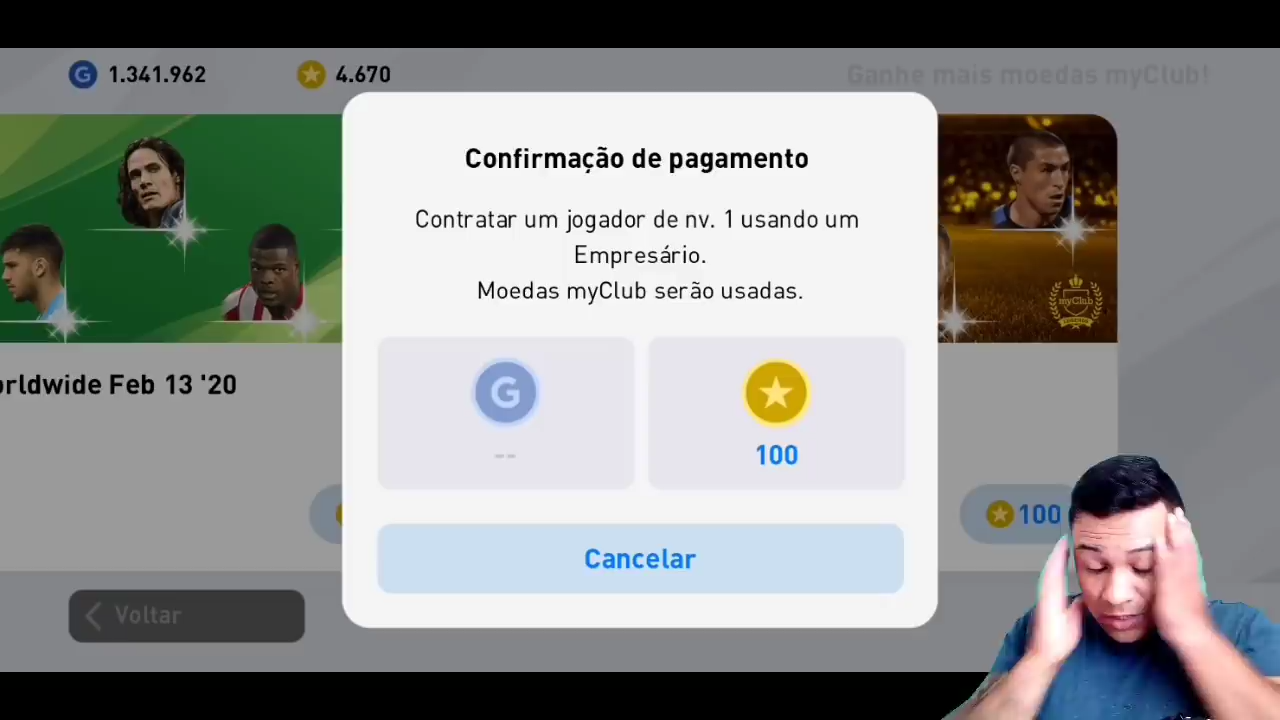 G 1.341.962
4.670
Ganhe mais moedas myClub!
Confirmação de pagamento
Contratar um jogador de nv. 1 usando um
Empresário.
Moedas myClub serão usadas.
myClub
orldwide Feb 13 '20
G
--
100
100
Cancelar
Voltar